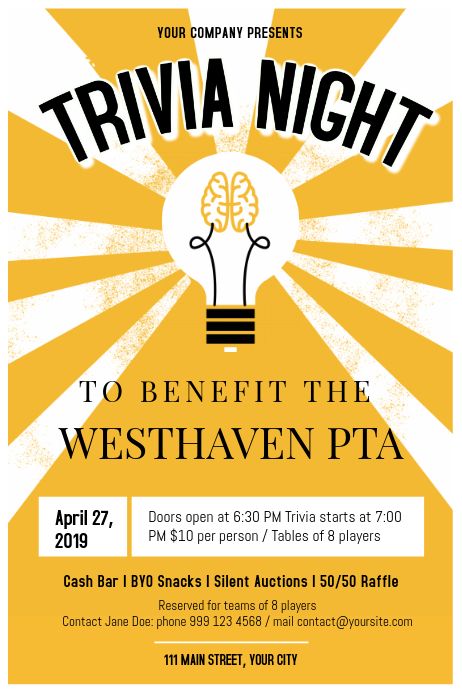 YOUR COMPANY PRESENTS
TRIVIA NIGHT
TO BENEFIT THE
WESTHAVEN PTA
April 27,
2019
Doors open at 6:30 PM Trivia starts at 7:00
PM $10 per person / Tables of 8 players
Cash Bar I BYO Snacks I Silent Auctions I 50/50 Raffle
Reserved for teams of 8 players
Contact Jane Doe: phone 999 123 4568 / mail contact@yoursite.com
111 MAIN STREET, YOUR CITY